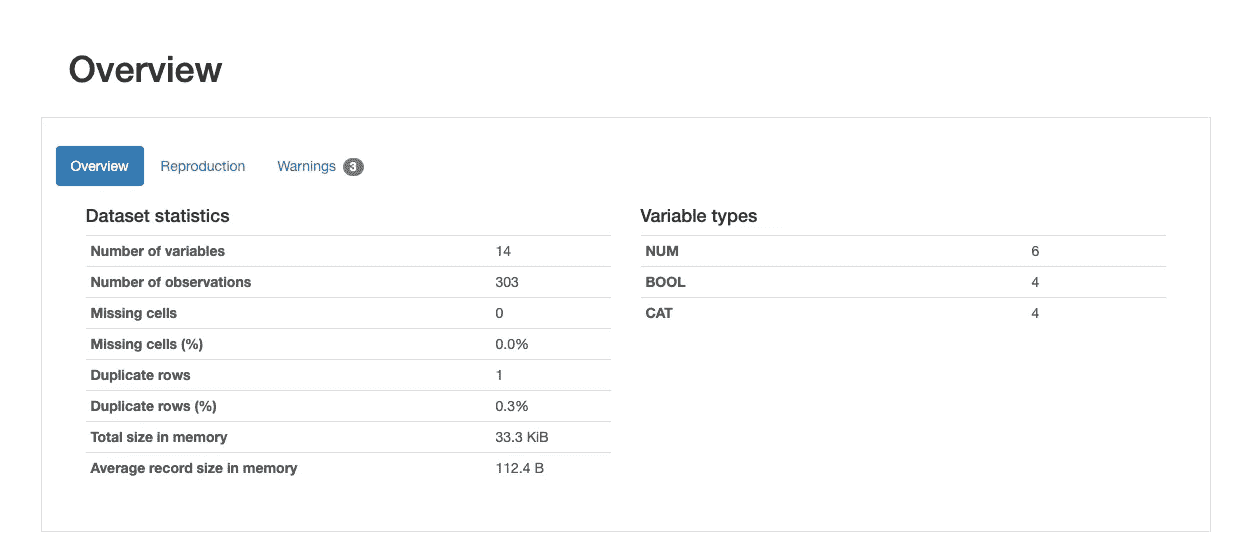 Overview
Overview Reproduction Warnings 3
Dataset statistics
Number of variables 14
Number of observations 303
Missing cells 0
Missing cells (%) 0.0%
Duplicate rows 1
Duplicate rows (%) 0.3%
Total size in memory 33.3 KiB
Average record size in memory 112.4 B
Variable types
NUM 6
BOOL 4
CAT 4